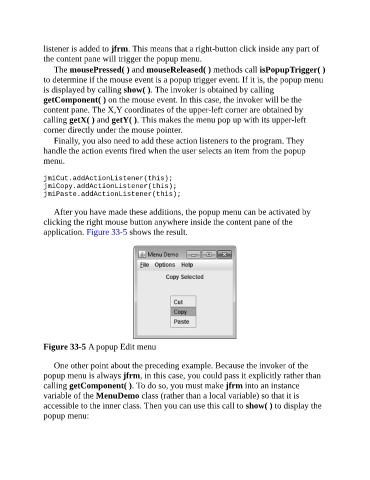 listener is added to jfrm. This means that a right-button click inside any part of
the content pane will trigger the popup menu.
The mousePressed( ) and mouseReleased( ) methods call isPopupTrigger( )
to determine if the mouse event is a popup trigger event. If it is, the popup menu
is displayed by calling show( ). The invoker is obtained by calling
getComponent( ) on the mouse event. In this case, the invoker will be the
content pane. The X,Y coordinates of the upper-left corner are obtained by
calling getX( ) and getY( ). This makes the menu pop up with its upper-left
corner directly under the mouse pointer.
Finally, you also need to add these action listeners to the program. They
handle the action events fired when the user selects an item from the popup
menu.
jmiCut.addActionListener(this);
jmiCopy.addActionListener(this);
jmiPaste.addActionListener(this);
After you have made these additions, the popup menu can be activated by
clicking the right mouse button anywhere inside the content pane of the
application. Figure 33-5 shows the result.
Menu Demo
File Options Help
Copy Selected
Cut
Copy
Paste
Figure 33-5 A popup Edit menu
One other point about the preceding example. Because the invoker of the
popup menu is always jfrm, in this case, you could pass it explicitly rather than
calling getComponent( ). To do so, you must make jfrm into an instance
variable of the MenuDemo class (rather than a local variable) so that it is
accessible to the inner class. Then you can use this call to show( ) to display the
popup menu: